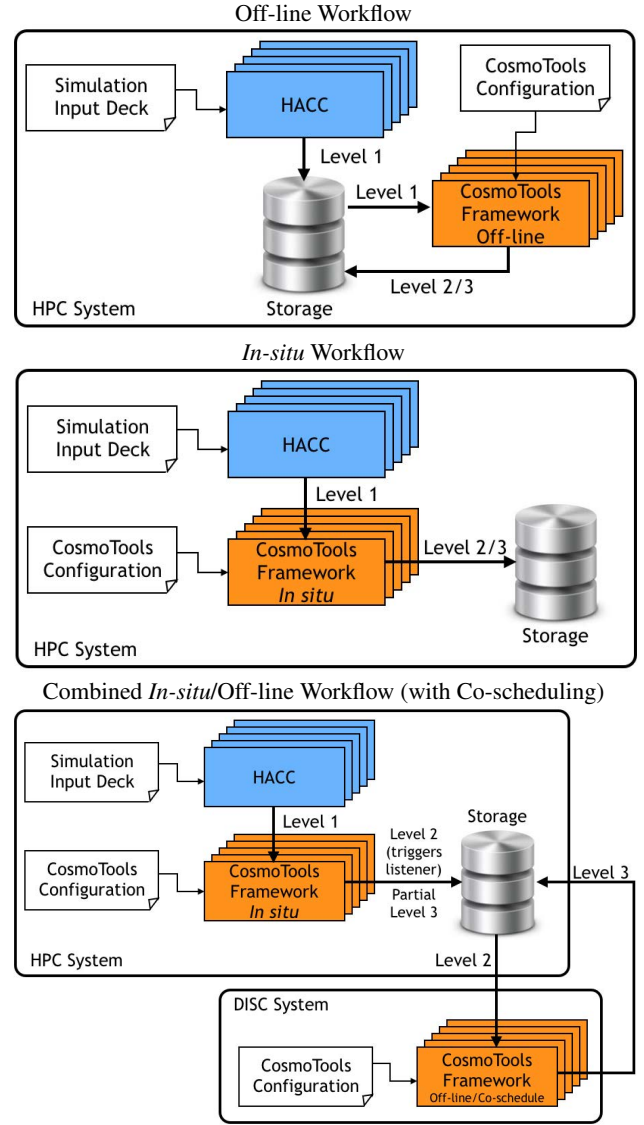 Off-line Workflow
Simulation
Input Deck
HACC
CosmoTools
Configuration
Level 1
Level 1
CosmoTools
Framework
Off-line
Level 2/3
HPC System
Storage
In-situ Workflow
Simulation
Input Deck
HACC
Level 1
CosmoTools
Configuration
CosmoTools
Framework
In situ
Level 2/3
Storage
HPC System
Combined In-situ/Off-line Workflow (with Co-scheduling)
Simulation
Input Deck
HACC
Level 1
CosmoTools
Configuration
CosmoTools
Framework
In situ
Level 2
(triggers
listener)
Partial
Level 3
Storage
Level 3
HPC System
Level 2
DISC System
CosmoTools
Configuration
CosmoTools
Framework
Off-line/Co-schedule